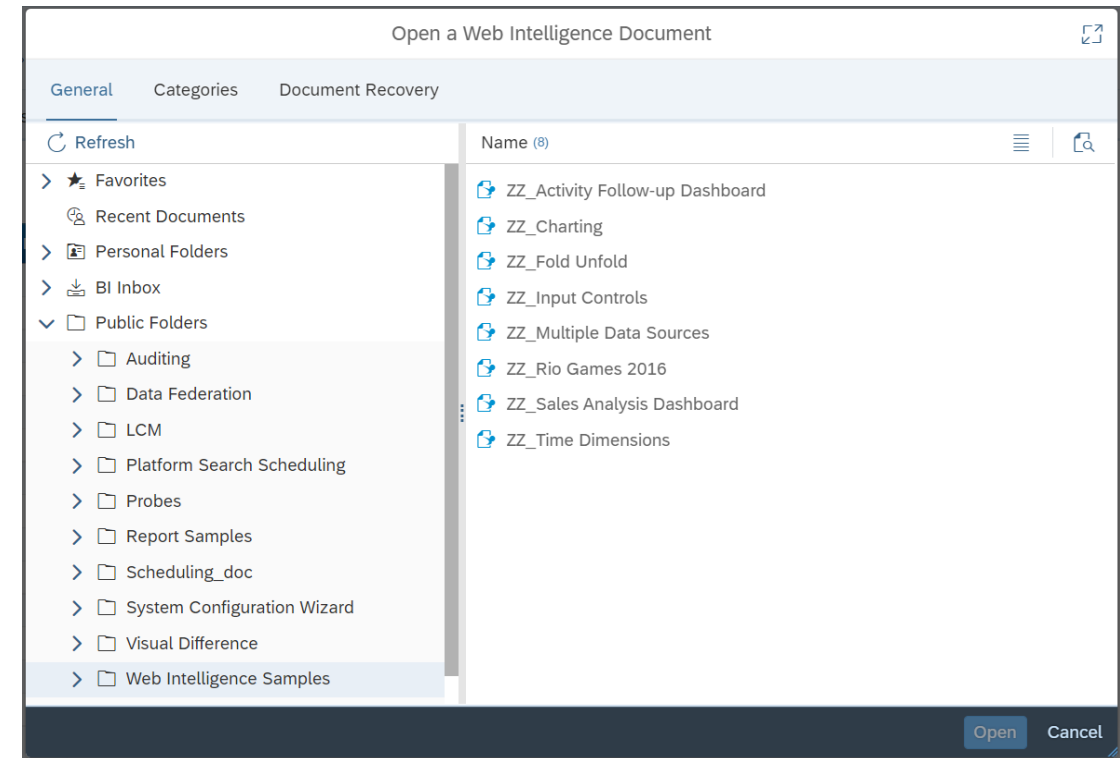 Open a Web Intelligence Document
General Categories Document Recovery
Refresh
Name (8)
Favorites
Recent Documents
Personal Folders
BI Inbox
Public Folders
Auditing
Data Federation
LCM
Platform Search Scheduling
Probes
Report Samples
Scheduling_doc
System Configuration Wizard
Visual Difference
Web Intelligence Samples
ZZ_Activity Follow-up Dashboard
ZZ_Charting
ZZ_Fold Unfold
ZZ_Input Controls
ZZ_Multiple Data Sources
ZZ_Rio Games 2016
ZZ_Sales Analysis Dashboard
ZZ_Time Dimensions
Open Cancel